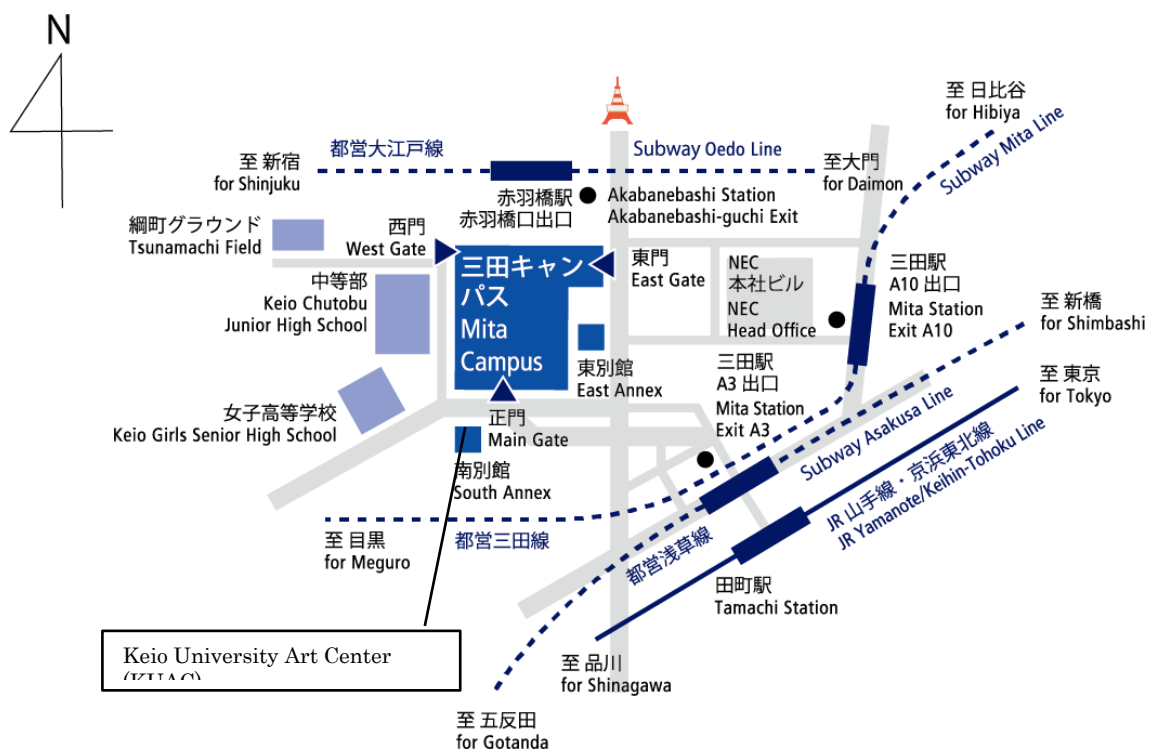 N
至 日比谷
for Hibiya
Subway Mita Line
都営大江戸線
Subway Oedo Line
至 新宿
for Shinjuku
至大門
for Daimon
赤羽橋駅
赤羽橋口出口
Akabanebashi Station
Akabanebashi-guchi Exit
綱町グラウンド
Tsunamachi Field
西門
West Gate
三田キャン
パス
Mita
Campus
東門
East Gate
NEC
本社ビル
NEC
Head Office
三田駅
A10 出口
Mita Station
Exit A10
至 新橋
for Shimbashi
中等部
Keio Chutobu
Junior High School
東別館
East Annex
三田駅
A3 出口
Mita Station
Exit A3
至 東京
for Tokyo
女子高等学校
Keio Girls Senior High School
正門
Main Gate
南別館
South Annex
Subway Asakusa Line
JR 山手線・京浜東北線
JR Yamanote/Keihin-Tohoku Line
至 目黒
for Meguro
都営三田線
都営浅草線
田町駅
Tamachi Station
Keio University Art Center
(KUAC)
至 品川
for Shinagawa
至 五反田
for Gotanda